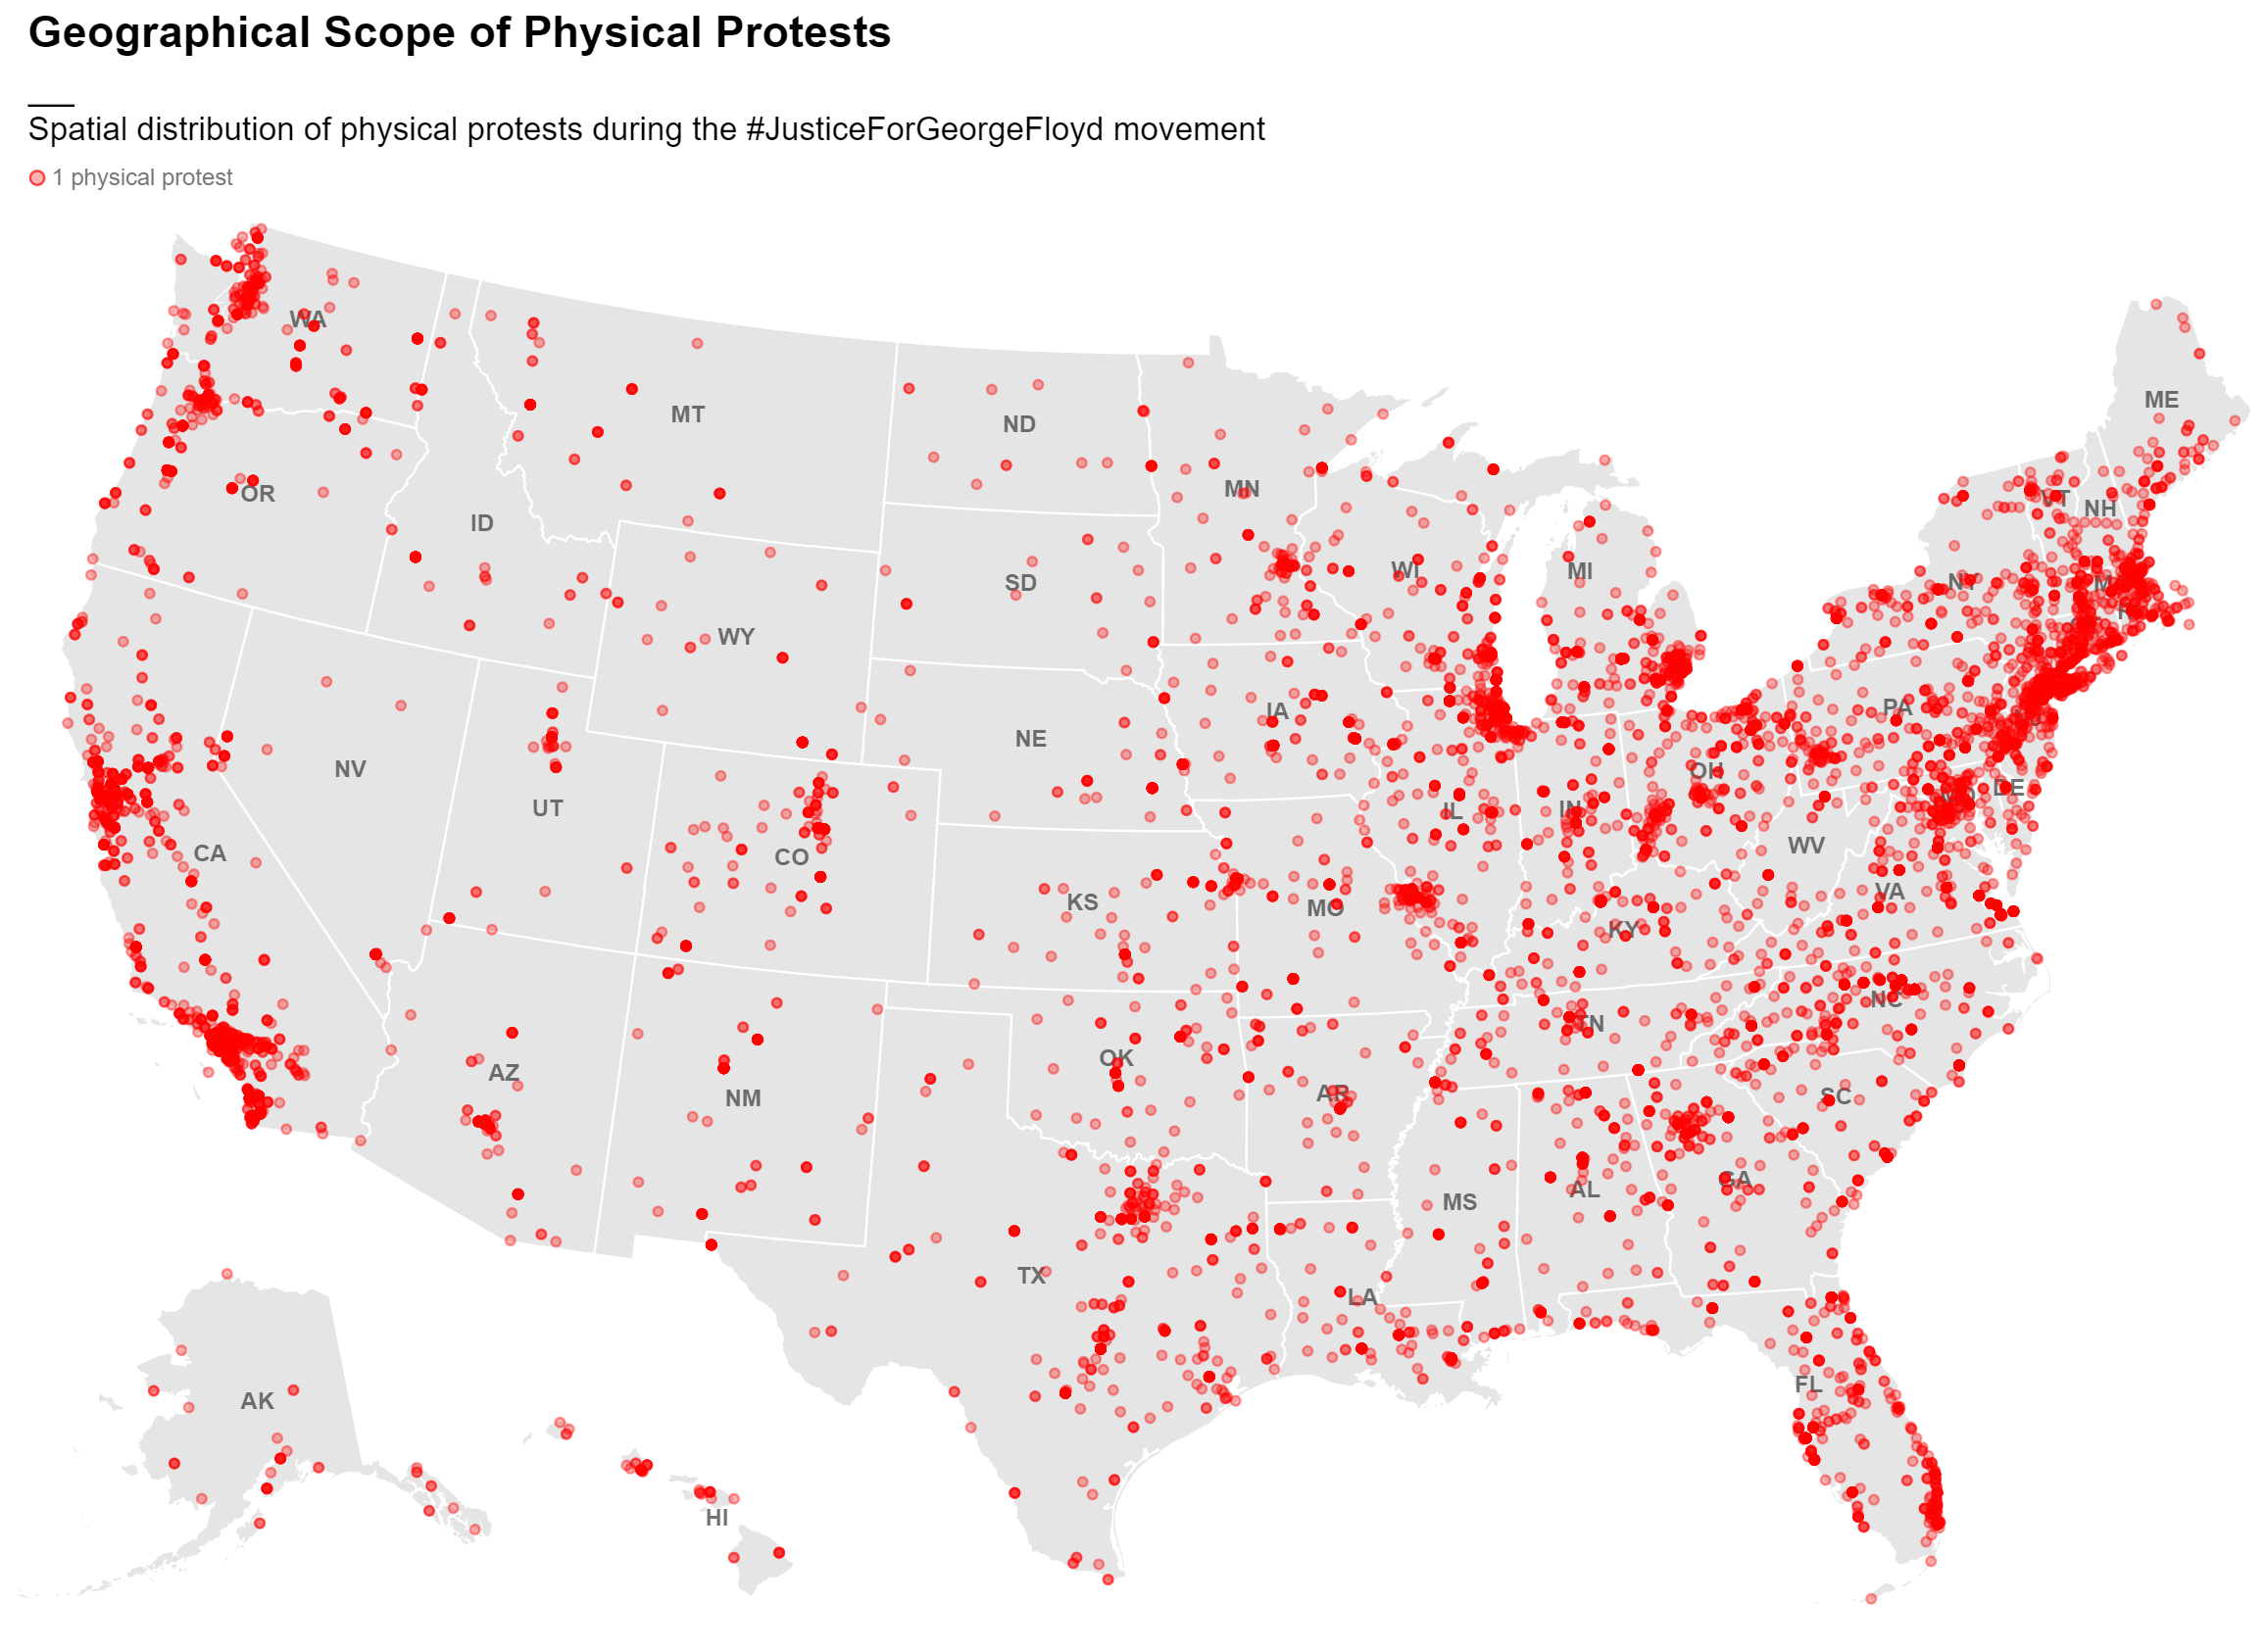 Geographical Scope of Physical Protests
Spatial distribution of physical protests during the #JusticeForGeorgeFloyd movement
1 physical protest
WA
MT
ND
MN
ME
OR
ID
SD
WI
MI
VT
NH
NY
WY
NE
IA
PA
NV
UT
CO
IL
IN
OH
DE
CA
KS
MO
WV
VA
KY
AZ
NM
OK
AR
TN
NC
SC
TX
LA
MS
AL
GA
FL
AK
HI